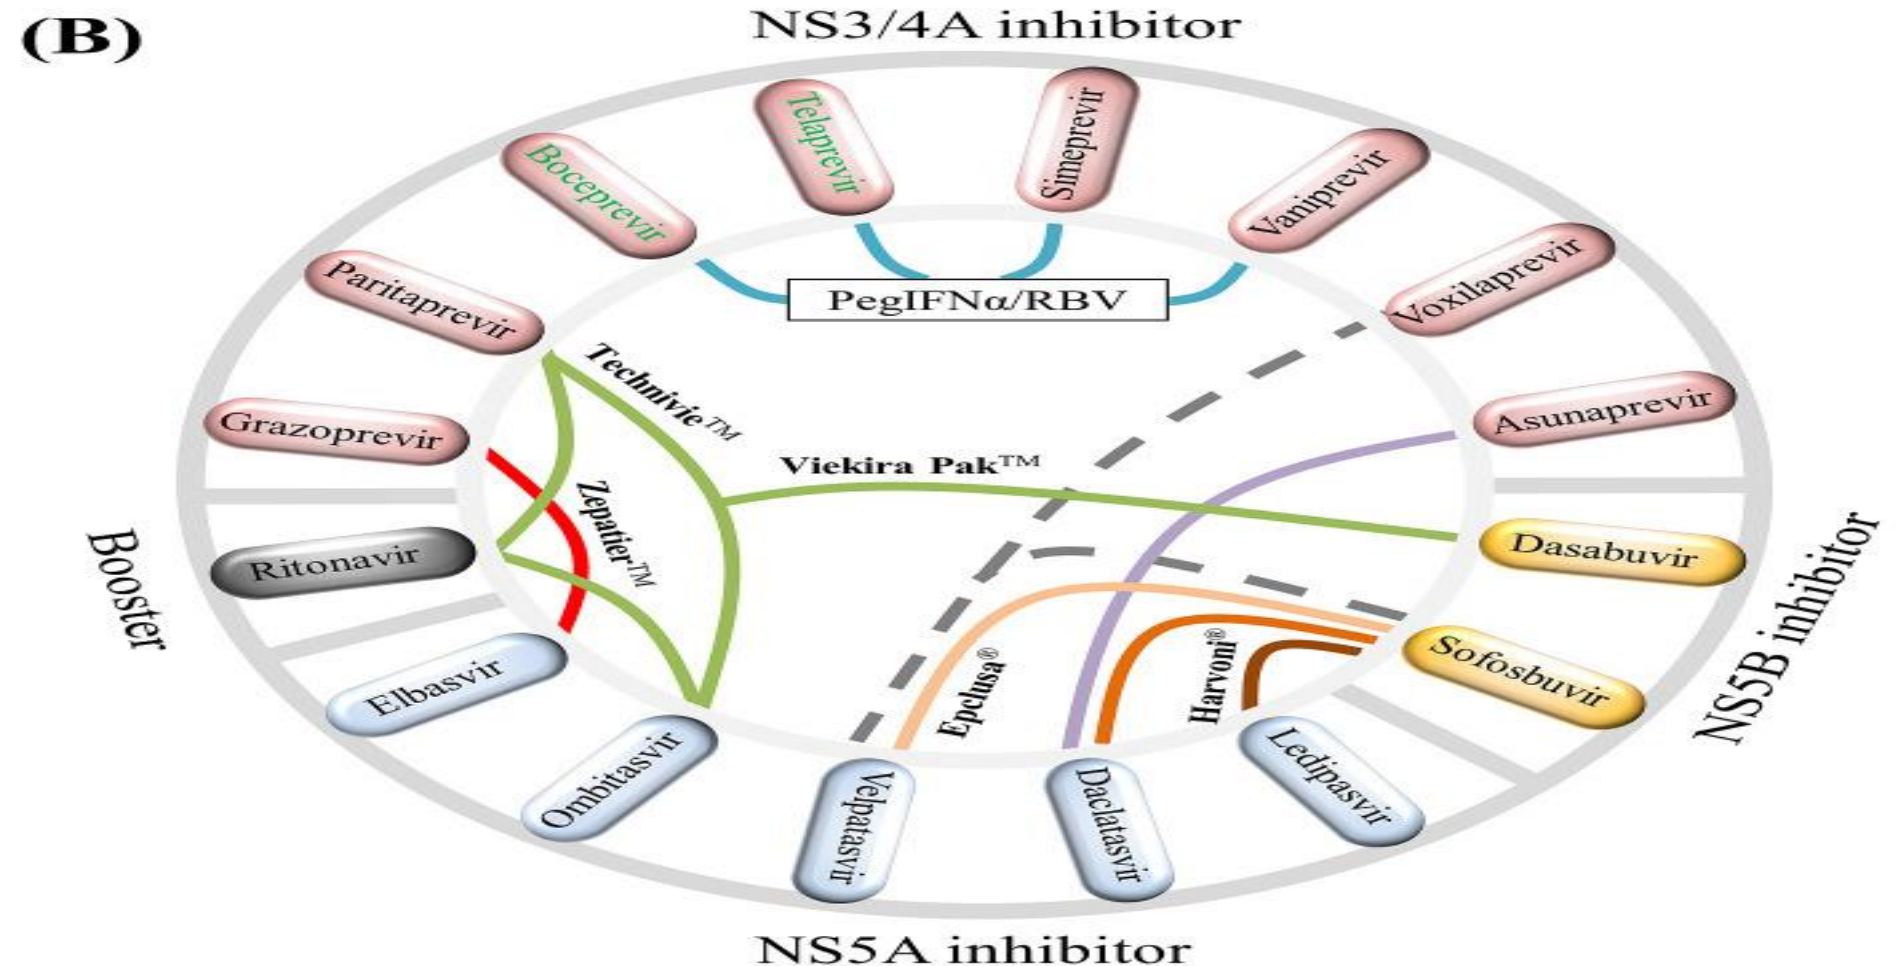 (B)
NS3/4A inhibitor
Telaprevir
Simeprevir
Boceprevir
Vaniprevir
Paritaprevir
Voxilaprevir
PegIFNα/RBV
Grazoprevir
Technivie™
Asunaprevir
Viekira Pak™
Zepatier™
Booster
Ritonavir
Dasabuvir
NS5B inhibitor
Elbasvir
Epclusa®
Harvoni®
Sofosbuvir
Ombitasvir
Velpatasvir
Daclatasvir
Ledipasvir
NS5A inhibitor